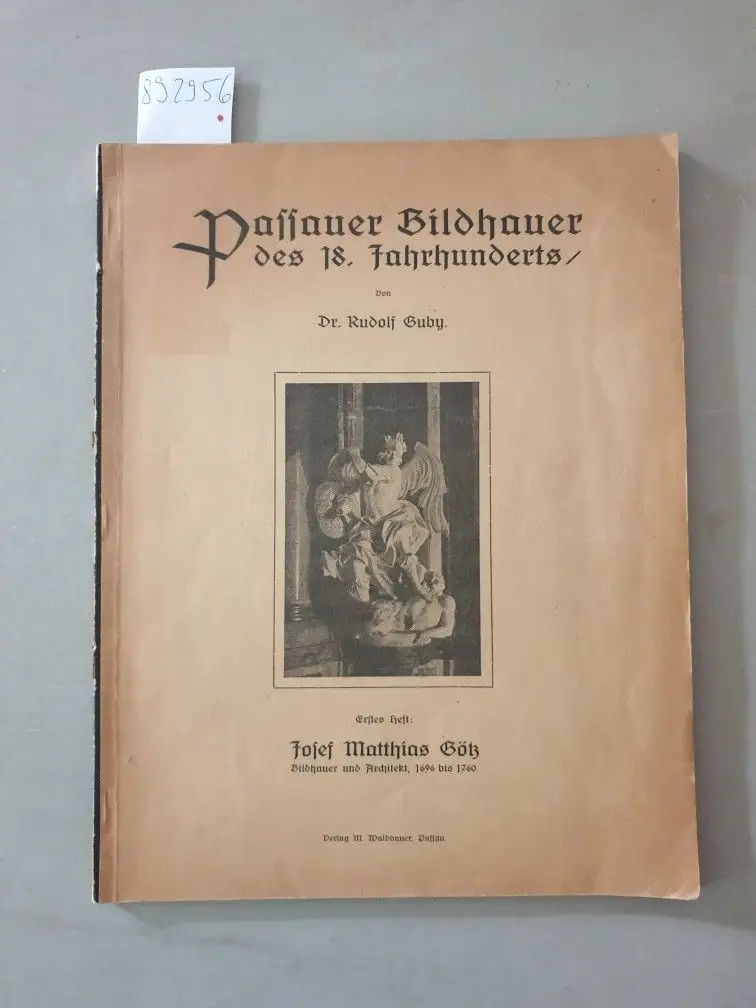 892956
Passauer Bildhauer
des 18. Jahrhunderts/
Von
Dr. Rudolf Guby.
Erstes Heft:
Josef Matthias Götz
Bildhauer und Architekt, 1696 bis 1760
Verlag M. Waldbauer, Passau.